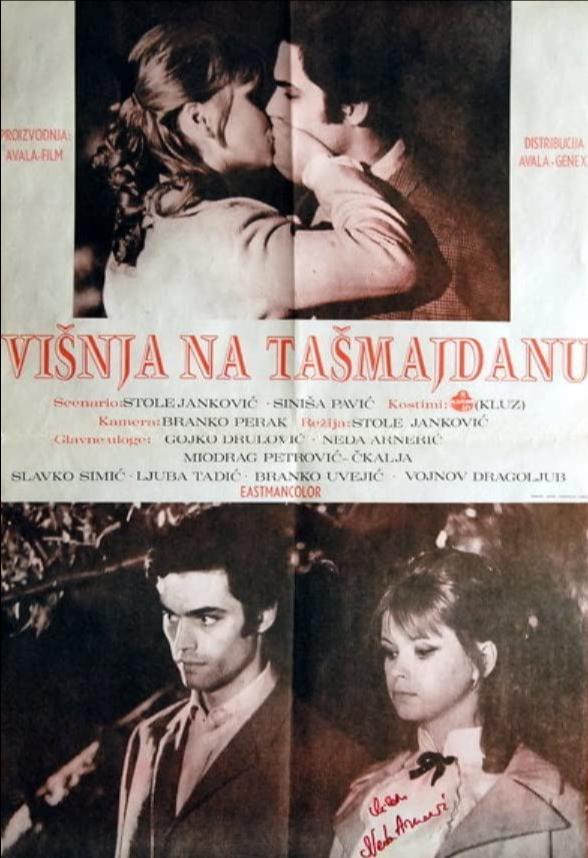 PROIZVODNJA:
AVALA-FILM
DISTRIBUCIJA
AVALA-GENEX
VIŠNJA NA TAŠMAJDANU
Scenario: STOLE JANKOVIĆ · SINIŠA PAVIĆ Kostimi: (KLUZ)
Kamera: BRANKO PERAK Režija: STOLE JANKOVIĆ
Glavne uloge: GOJKO DRULOVIĆ · NEDA ARNERIĆ
MIODRAG PETROVIĆ-ČKALJA
SLAVKO SIMIĆ · LJUBA TADIĆ · BRANKO UVEJIĆ · VOJNOV DRAGOLJUB
EASTMANCOLOR
Neda Arnerić